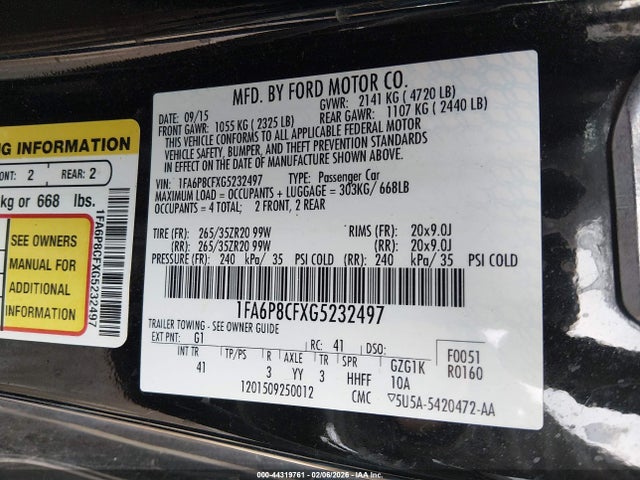 NG INFORMATION
ONT: 2 REAR: 2
kg or 668 lbs.
SEE OWNERS
MANUAL FOR
ADDITIONAL
INFORMATION
1FA6P8CFXG5232497
MFD. BY FORD MOTOR CO.
DATE: 09/15 GVWR: 2141 KG ( 4720 LB)
FRONT GAWR: 1055 KG ( 2325 LB) REAR GAWR: 1107 KG ( 2440 LB)
THIS VEHICLE CONFORMS TO ALL APPLICABLE FEDERAL MOTOR
VEHICLE SAFETY, BUMPER, AND THEFT PREVENTION STANDARDS
IN EFFECT ON THE DATE OF MANUFACTURE SHOWN ABOVE.
VIN: 1FA6P8CFXG5232497 TYPE: Passenger Car
MAXIMUM LOAD = OCCUPANTS + LUGGAGE = 303KG/ 668LB
OCCUPANTS = 4 TOTAL; 2 FRONT, 2 REAR
TIRE (FR): 265/35ZR20 99W RIMS (FR): 20x9.0J
(RR): 265/35ZR20 99W (RR): 20x9.0J
PRESSURE (FR): 240 kPa/ 35 PSI COLD (RR): 240 kPa/ 35 PSI COLD
1FA6P8CFXG5232497
TRAILER TOWING - SEE OWNER GUIDE
EXT PNT: G1 RC: 41 DSO: F0051
INT TR TP/PS R AXLE TR SPR GZG1K R0160
41 3 YY 3 HHFF 10A
1201509250012 CMC ▽5U5A-5420472-AA
000-44319761 - 02/06/2026 - IAA Inc.